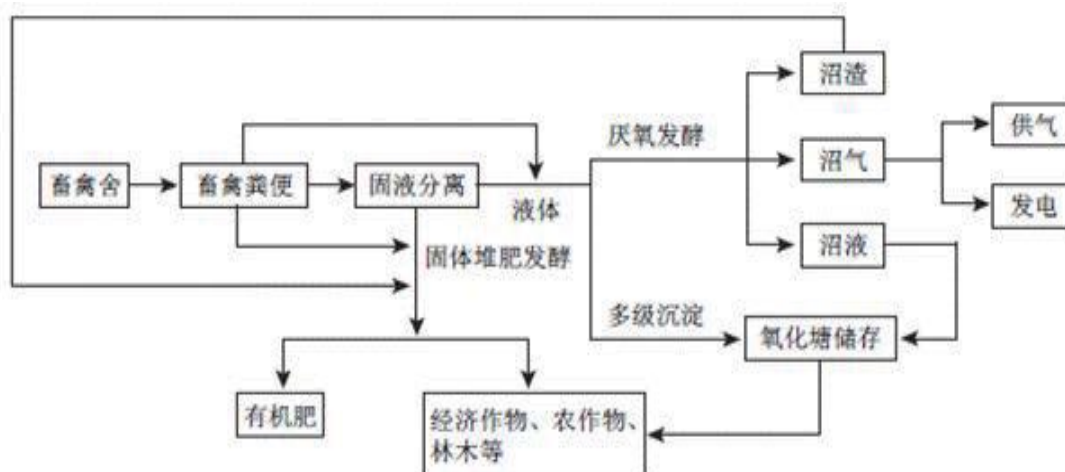 沼渣
供气
厌氧发酵
沼气
畜禽舍
畜禽粪便
固液分离
液体
发电
沼液
固体堆肥发酵
多级沉淀
氧化塘储存
有机肥
经济作物、农作物、
林木等